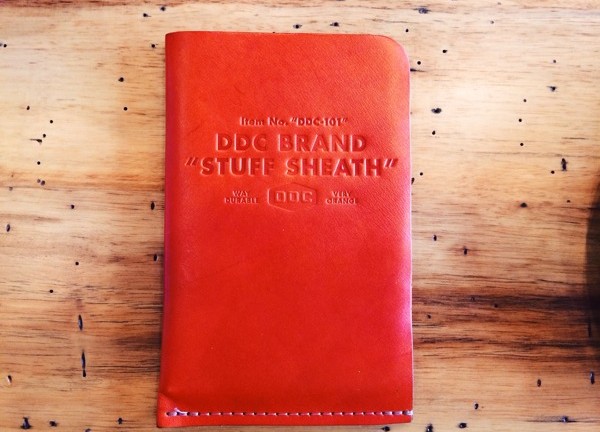 Item No. "DDC-101"
DDC BRAND
"STUFF SHEATH"
WAY DURABLE DDC VERY ORANGE